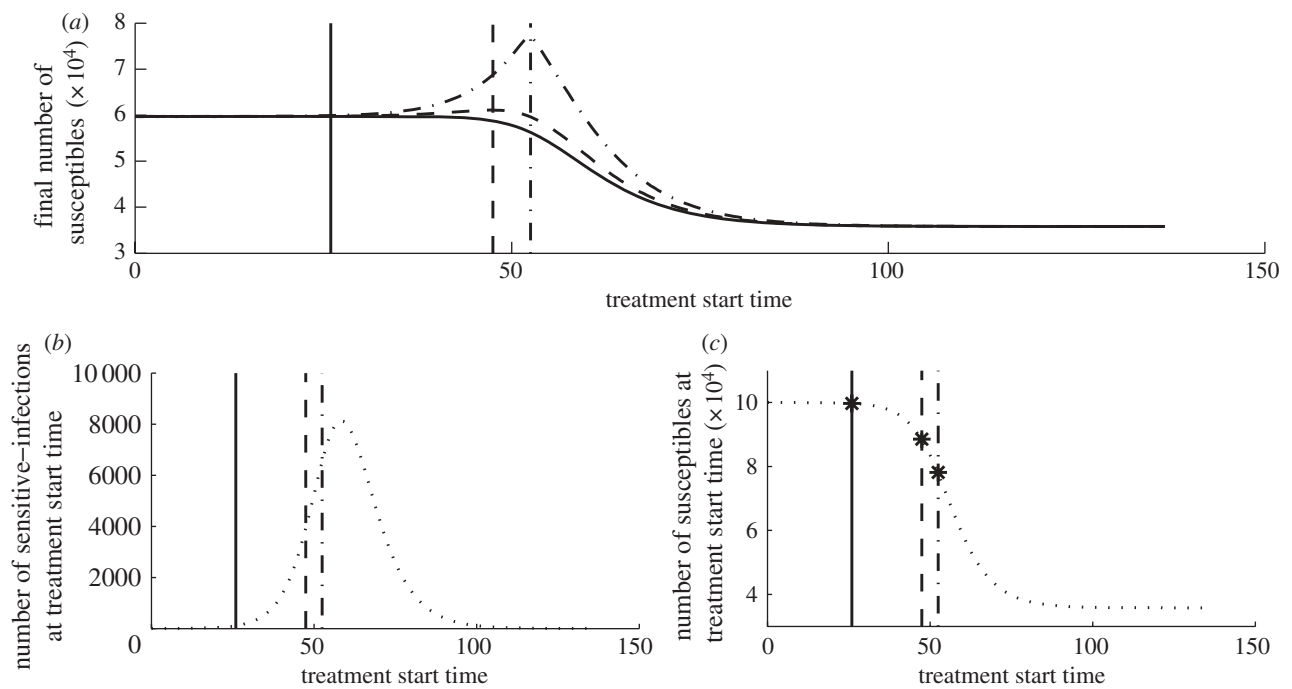 (a)
final number of
susceptibles (×10⁴)
8
7
6
5
4
3
0
50
100
150
treatment start time
(b)
number of sensitive–infections
at treatment start time
10 000
8000
6000
4000
2000
0
50
100
150
treatment start time
(c)
number of susceptibles at
treatment start time (×10⁴)
10
8
6
4
0
50
100
150
treatment start time